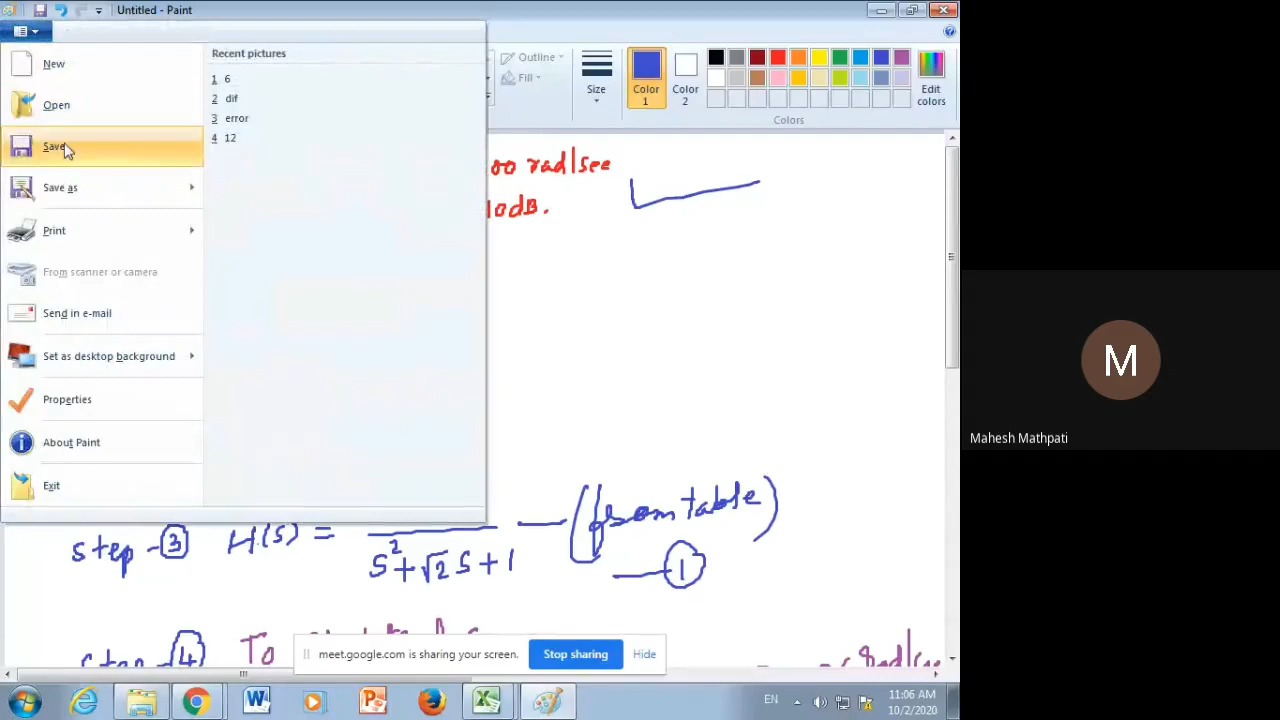 Untitled - Paint
New
Open
Save
Save as
Print
From scanner or camera
Send in e-mail
Set as desktop background
Properties
About Paint
Exit
Recent pictures
1 6
2 dif
3 error
4 12
Outline
Fill
Size
Color 1
Color 2
Edit colors
Colors
00 rad/sec
10dB.
step -③ H(s) = 
S²+√2 S+1
(from table)
①
step -④ To
rad/s
meet.google.com is sharing your screen. Stop sharing Hide
M
Mahesh Mathpati
EN
11:06 AM
10/2/2020